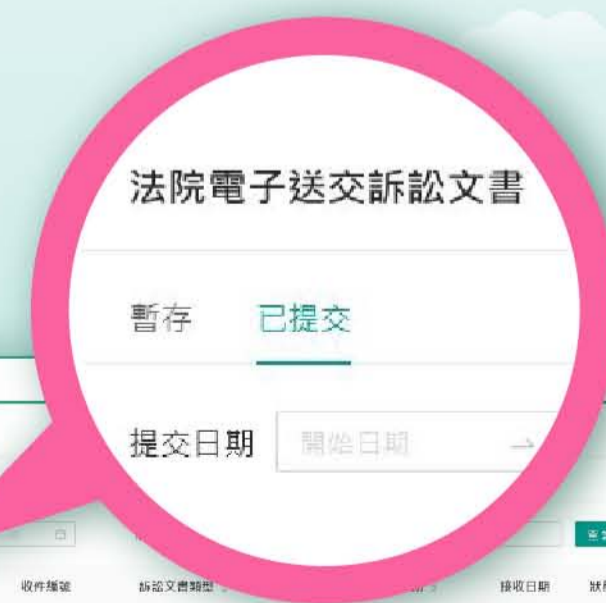 法院電子送交訴訟文書
暫存 已提交
提交日期 開始日期 →
收件編號 訴訟文書類型 接收日期